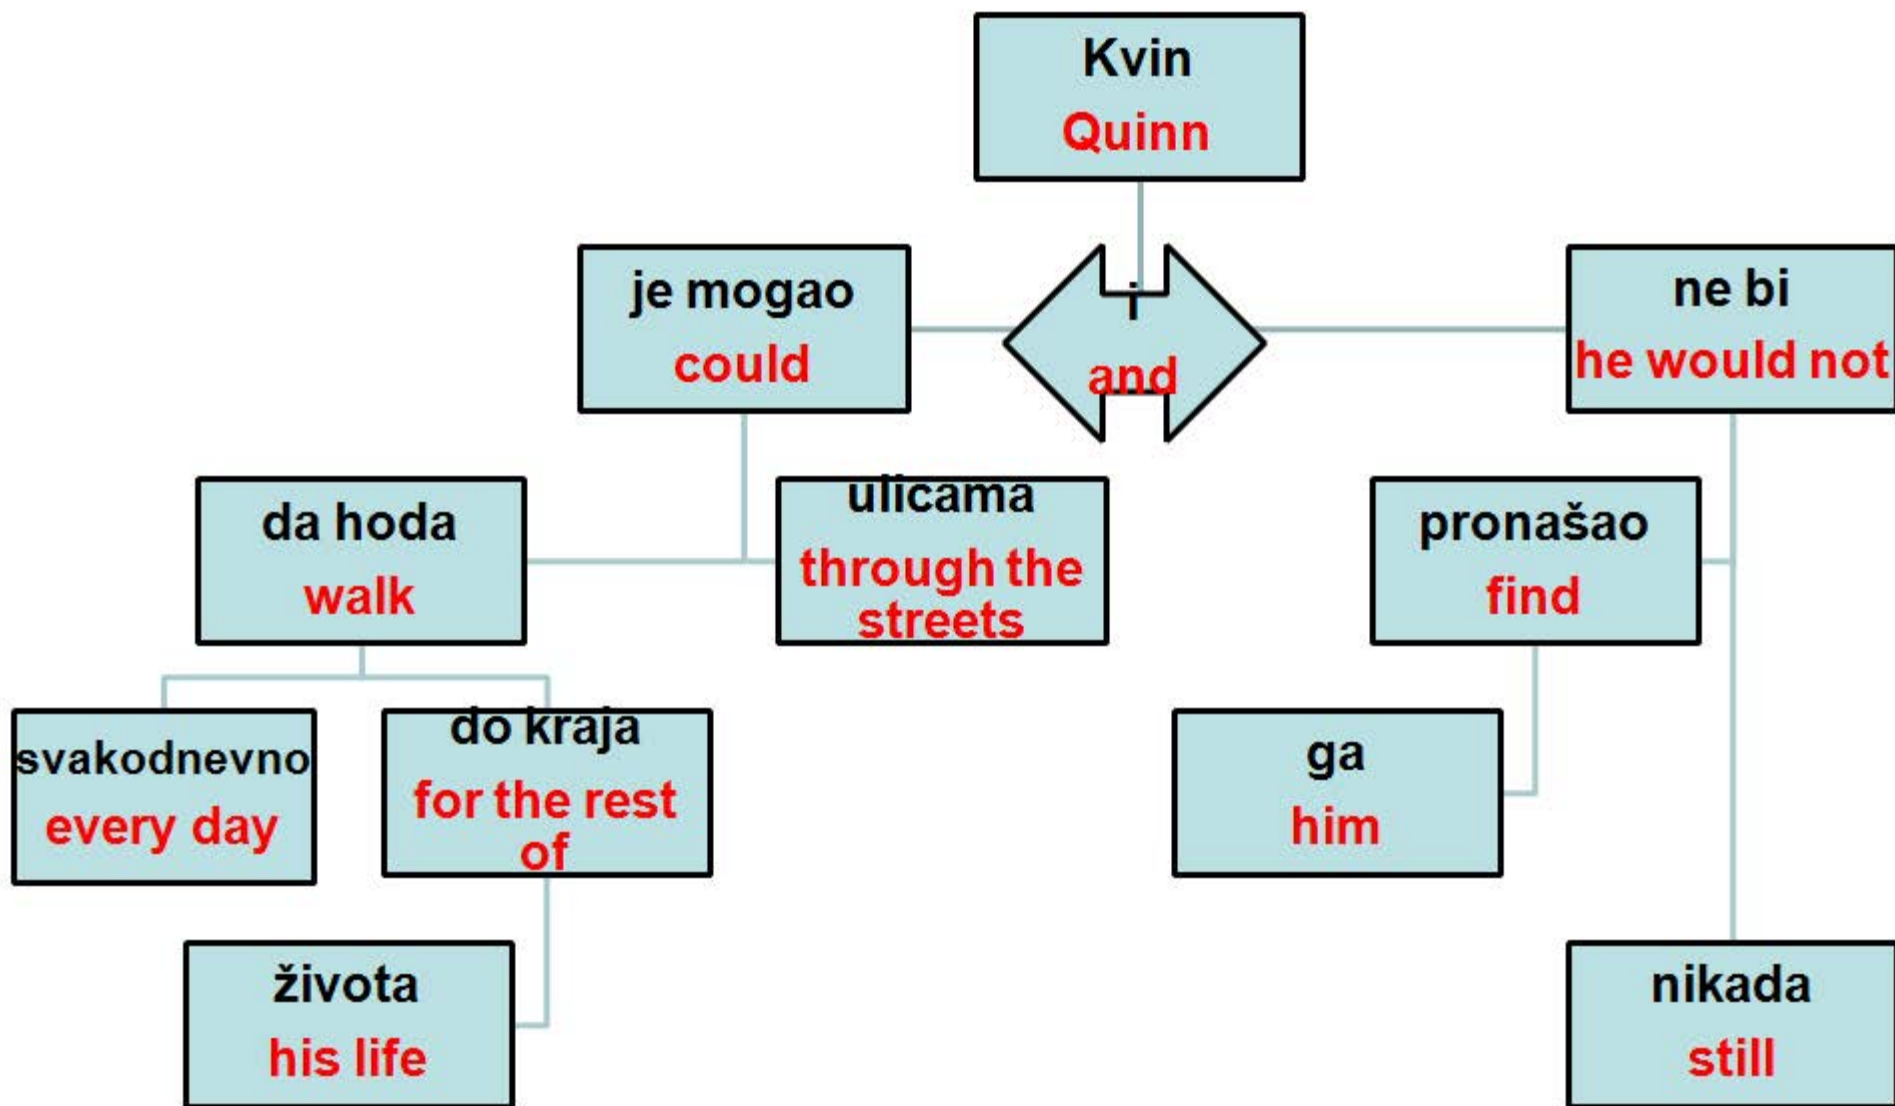 Kvin
Quinn
je mogao
could
i
and
ne bi
he would not
da hoda
walk
ulicama
through the
streets
pronašao
find
svakodnevno
every day
do kraja
for the rest
of
ga
him
života
his life
nikada
still